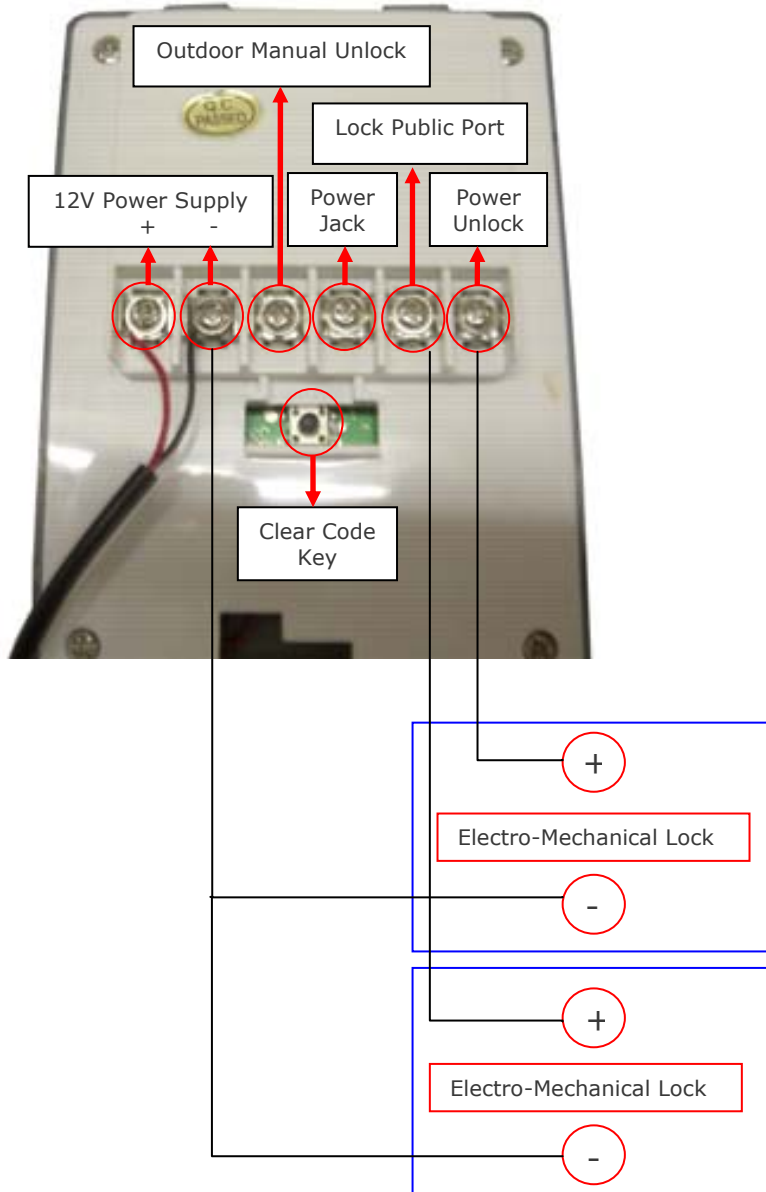 Outdoor Manual Unlock
Q.C
PASSED
Lock Public Port
12V Power Supply
+ -
Power
Jack
Power
Unlock
Clear Code
Key
+
Electro-Mechanical Lock
-
+
Electro-Mechanical Lock
-